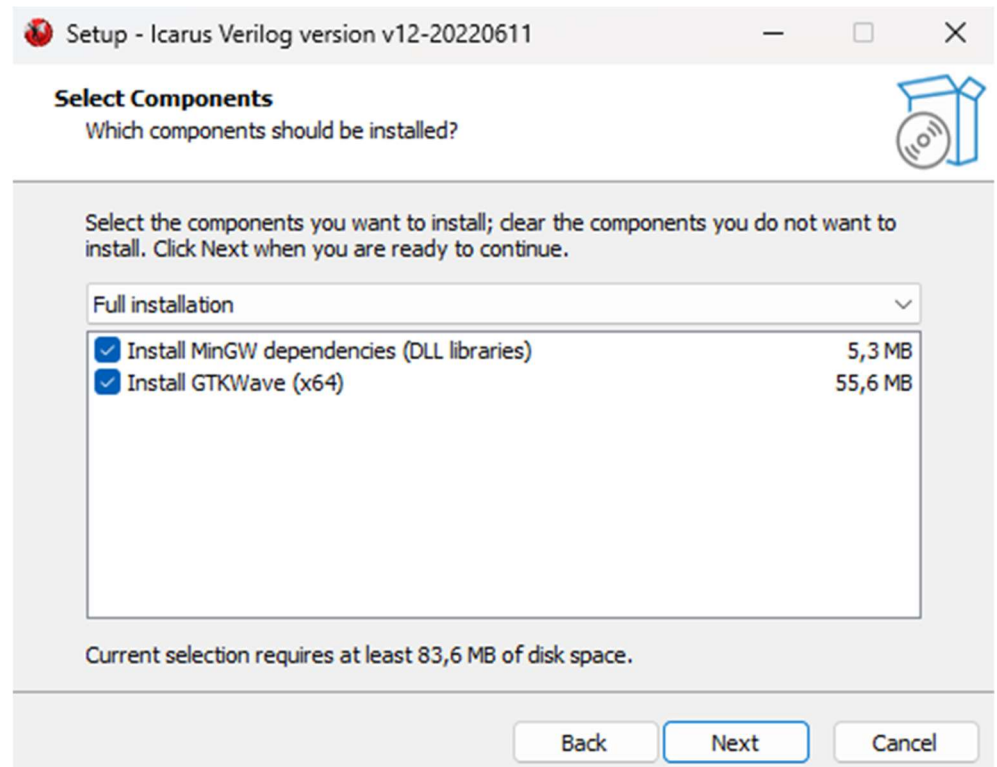 Setup - Icarus Verilog version v12-20220611
Select Components
Which components should be installed?
Select the components you want to install; clear the components you do not want to
install. Click Next when you are ready to continue.
Full installation
Install MinGW dependencies (DLL libraries) 5,3 MB
Install GTKWave (x64) 55,6 MB
Current selection requires at least 83,6 MB of disk space.
Back Next Cancel